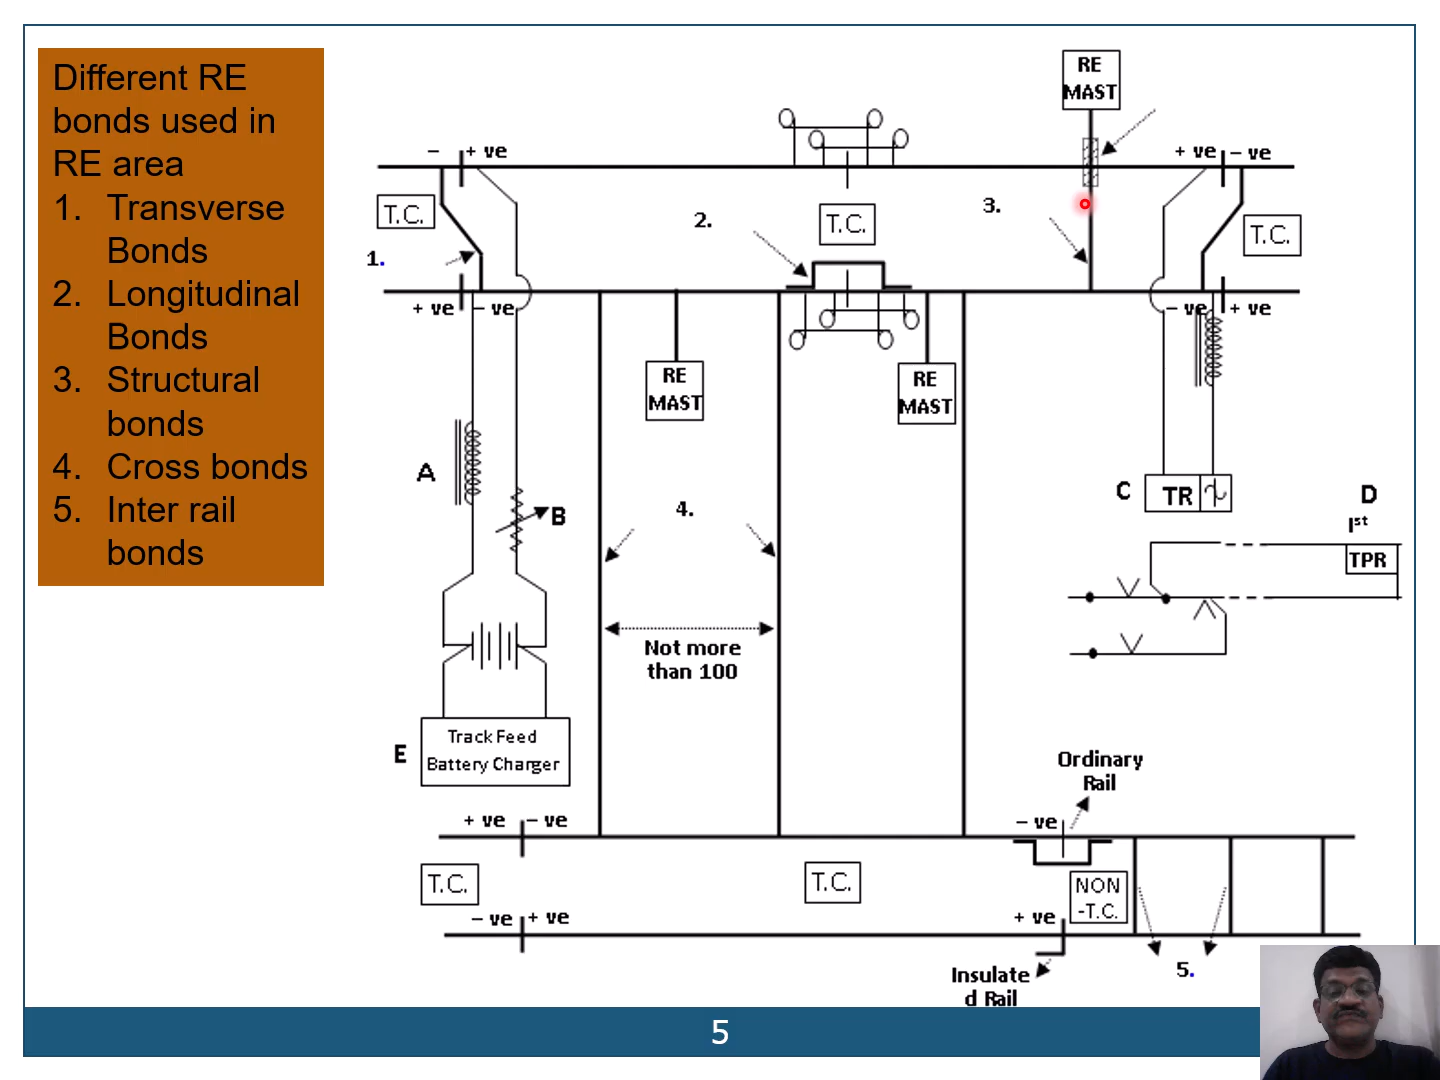 Different RE
bonds used in
RE area
1. Transverse
Bonds
2. Longitudinal
Bonds
3. Structural
bonds
4. Cross bonds
5. Inter rail
bonds
RE
MAST
– + ve
+ ve – ve
T.C.
2.
T.C.
3.
T.C.
1.
+ ve – ve
– ve + ve
RE
MAST
RE
MAST
A
B
4.
C
TR
D
Ist
TPR
Not more
than 100
E
Track Feed
Battery Charger
Ordinary
Rail
+ ve – ve
– ve
T.C.
T.C.
NON
-T.C.
– ve + ve
+ ve
5.
Insulate
d Rail
5